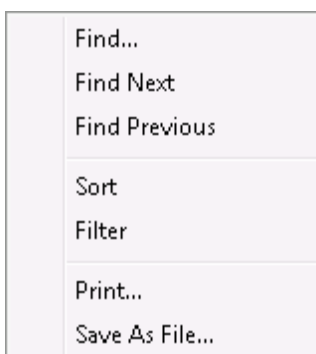 Find...
Find Next
Find Previous
Sort
Filter
Print...
Save As File...